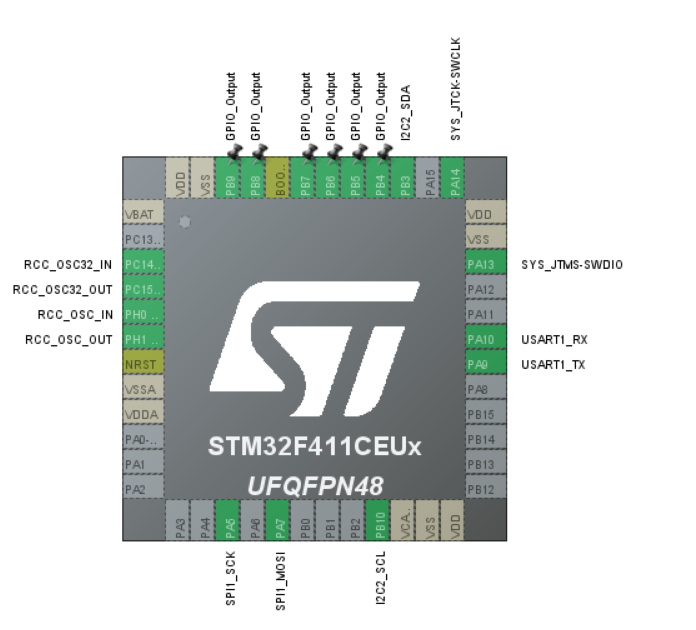 GPIO_Output
GPIO_Output
GPIO_Output
GPIO_Output
GPIO_Output
GPIO_Output
I2C2_SDA
SYS_JTCK-SWCLK
VDD
VSS
PB9
PB8
BOO..
PB7
PB6
PB5
PB4
PB3
PA15
PA14
VBAT
PC13..
RCC_OSC32_IN PC14..
RCC_OSC32_OUT PC15..
RCC_OSC_IN PH0 ..
RCC_OSC_OUT PH1 ..
NRST
VSSA
VDDA
PA0-..
PA1
PA2
VDD
VSS
PA13 SYS_JTMS-SWDIO
PA12
PA11
PA10 USART1_RX
PA9 USART1_TX
PA8
PB15
PB14
PB13
PB12
STM32F411CEUx
UFQFPN48
PA3
PA4
PA5
PA6
PA7
PB0
PB1
PB2
PB10
VCA..
VSS
VDD
SPI1_SCK
SPI1_MOSI
I2C2_SCL